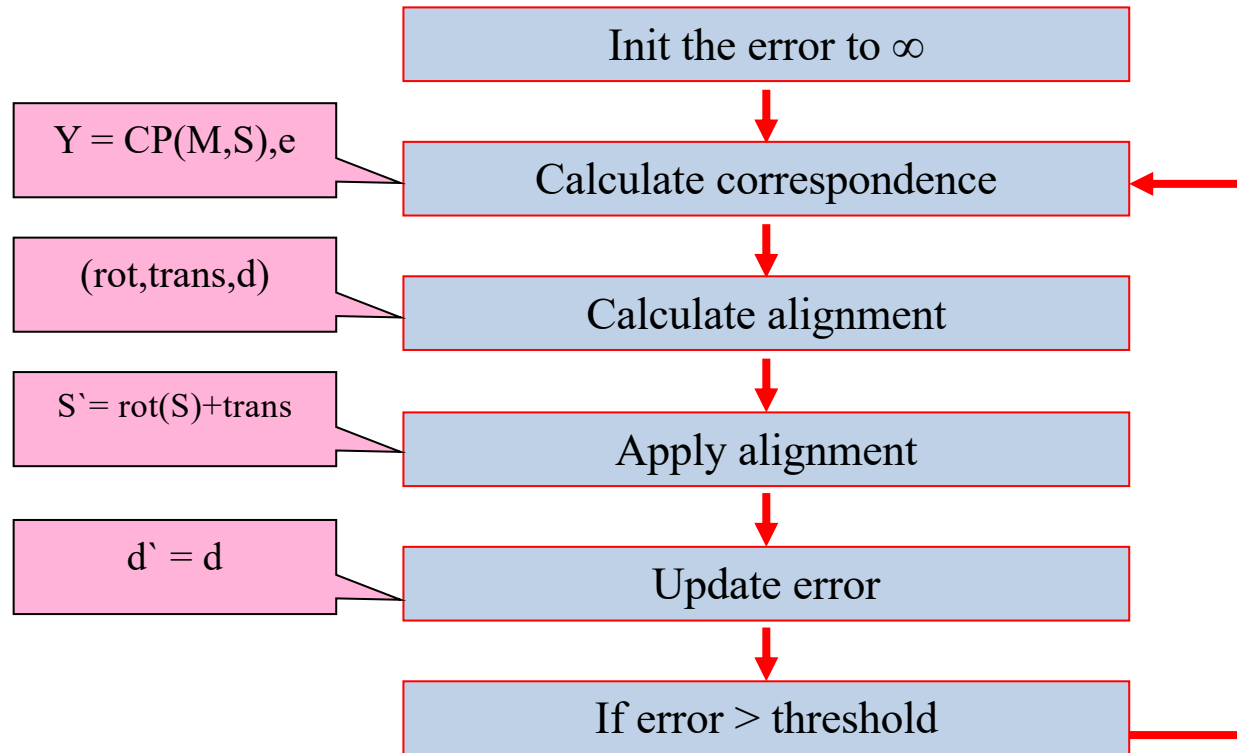 Init the error to ∞
Y = CP(M,S),e
Calculate correspondence
(rot,trans,d)
Calculate alignment
S`= rot(S)+trans
Apply alignment
d` = d
Update error
If error > threshold